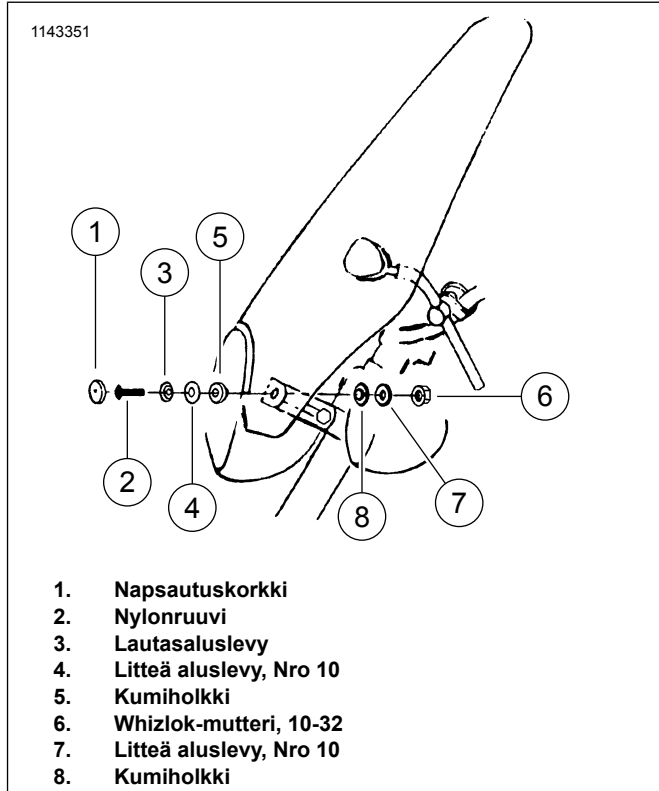 1143351
1
3
5
2
4
8
7
6
1. Napsautuskorkki
2. Nylonruuvi
3. Lautasaluslevy
4. Litteä aluslevy, Nro 10
5. Kumiholkki
6. Whizlok-mutteri, 10-32
7. Litteä aluslevy, Nro 10
8. Kumiholkki